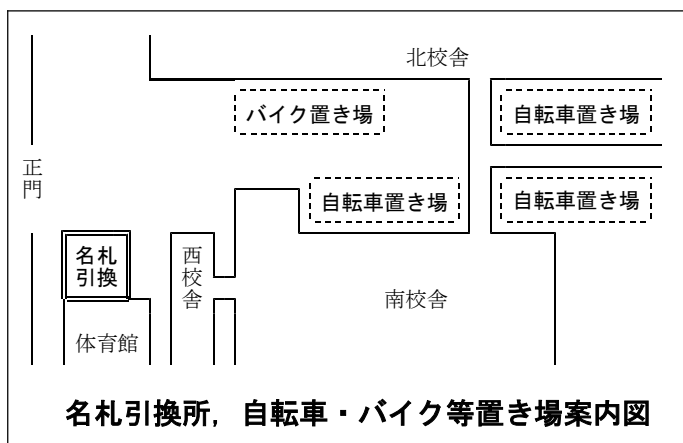 北校舎
バイク置き場
自転車置き場
正門
自転車置き場
自転車置き場
名札
引換
西校舎
南校舎
体育館
名札引換所，自転車・バイク等置き場案内図